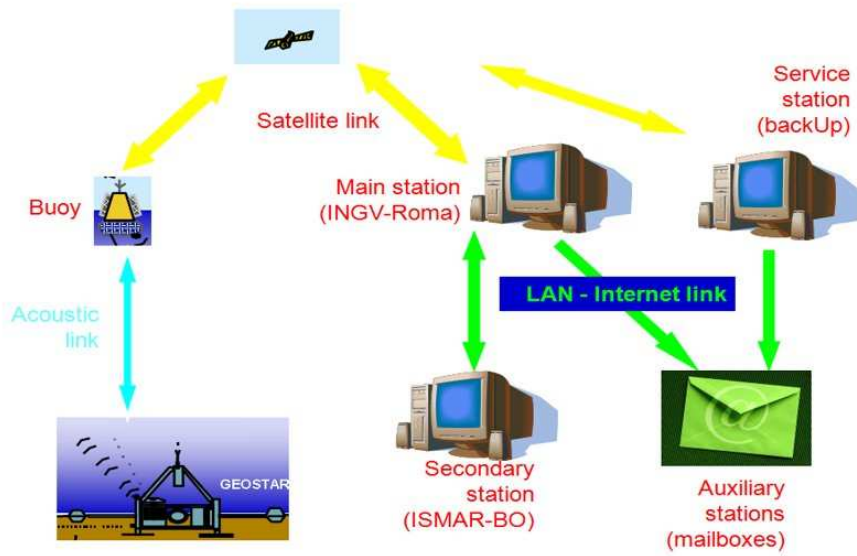 Service
station
(backUp)
Satellite link
Main station
(INGV-Roma)
Buoy
LAN - Internet link
Acoustic
link
GEOSTAR
@
Secondary
station
(ISMAR-BO)
Auxiliary
stations
(mailboxes)